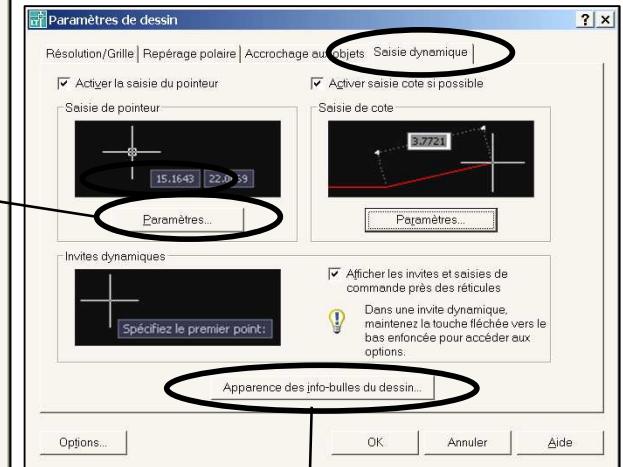 Paramètres de dessin
Résolution/Grille Repérage polaire Accrochage aux objets Saisie dynamique
Activer la saisie du pointeur
Activer saisie cote si possible
Saisie de pointeur
Saisie de cote
15.1643
3.7721
Paramètres...
Paramètres...
Invites dynamiques
Spécifiez le premier point:
Afficher les invites et saisies de
commande près des réticules
Dans une invite dynamique,
maintenez la touche fléchée vers le
bas enfoncée pour accéder aux
options.
Apparence des info-bulles du dessin...
Options... OK Annuler Aide